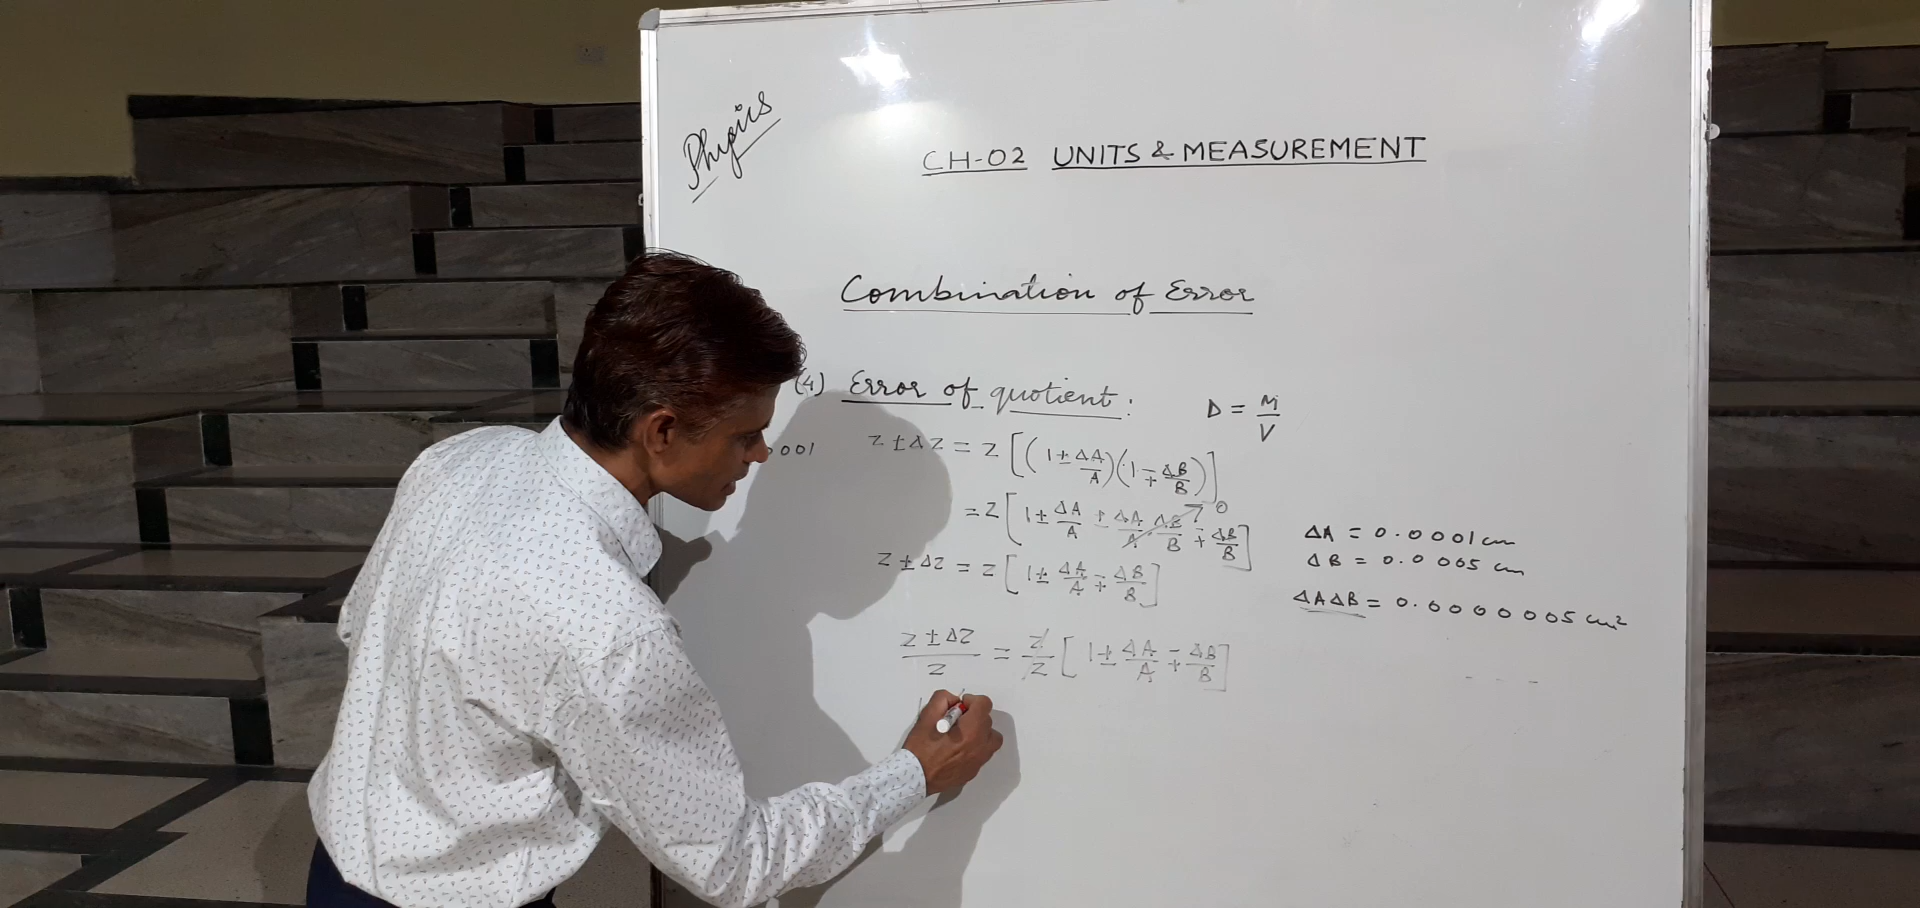 Physics
CH-02 UNITS & MEASUREMENT
Combination of Error
(4) Error of quotient:
D = M/V
001
Z ± ΔZ = Z [(1 ± ΔA/A)(1 ∓ ΔB/B)]
= Z [1 ± ΔA/A ± ΔA/A ΔB/B ∓ ΔB/B]
0
Z ± ΔZ = Z [1 ± ΔA/A ∓ ΔB/B]
Z ± ΔZ/Z = Z/Z [1 ± ΔA/A ∓ ΔB/B]
ΔA = 0.0001 cm
ΔB = 0.0005 cm
ΔAΔB = 0.0000005 cm²